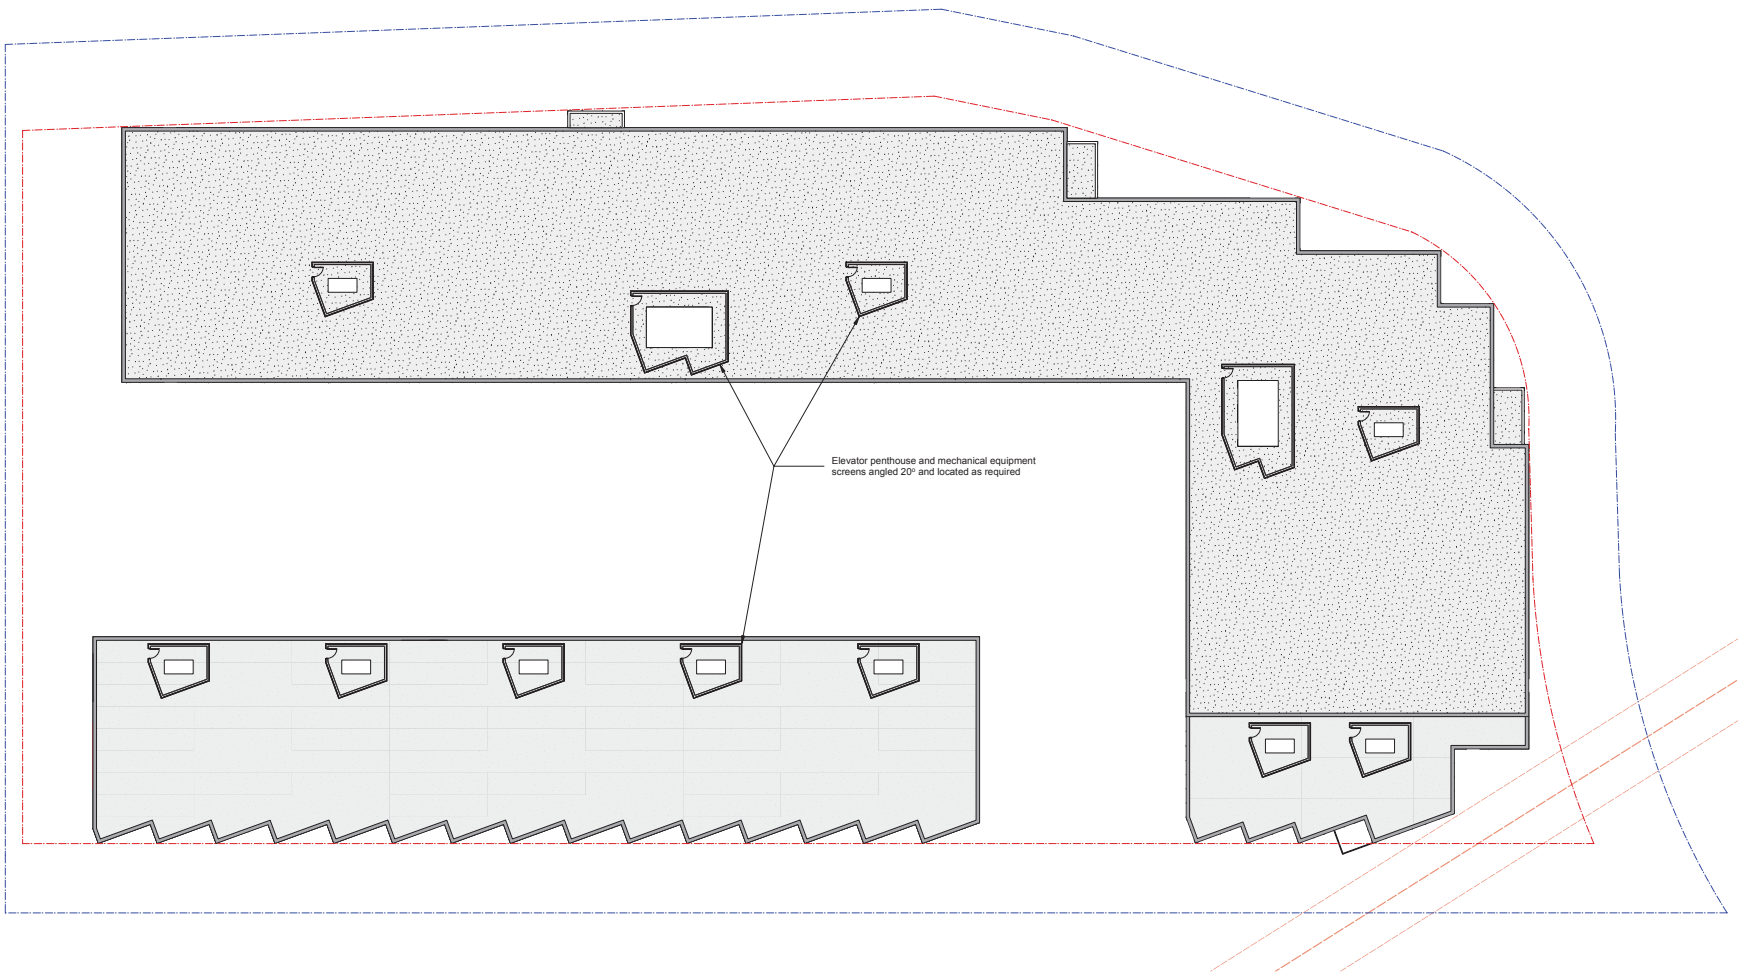 Elevator penthouse and mechanical equipment
screens angled 20º and located as required